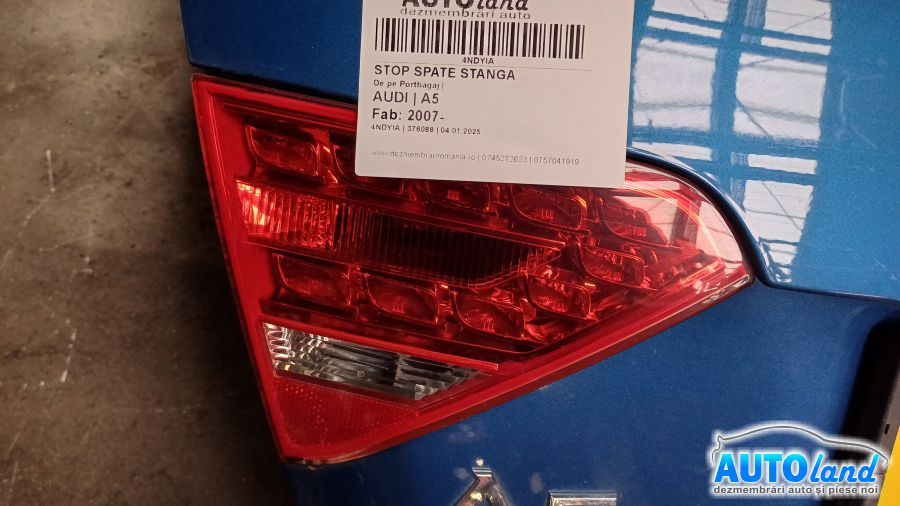 AUTOland
dezmembrări auto
4NDYIA
STOP SPATE STANGA
De pe Portbagaj |
AUDI | A5
Fab: 2007-
4NDYIA | 376089 | 04.01.2025
www.dezmembrariromania.ro | 0745272623 | 0757041919
A5
AUTOland
dezmembrări auto și piese noi